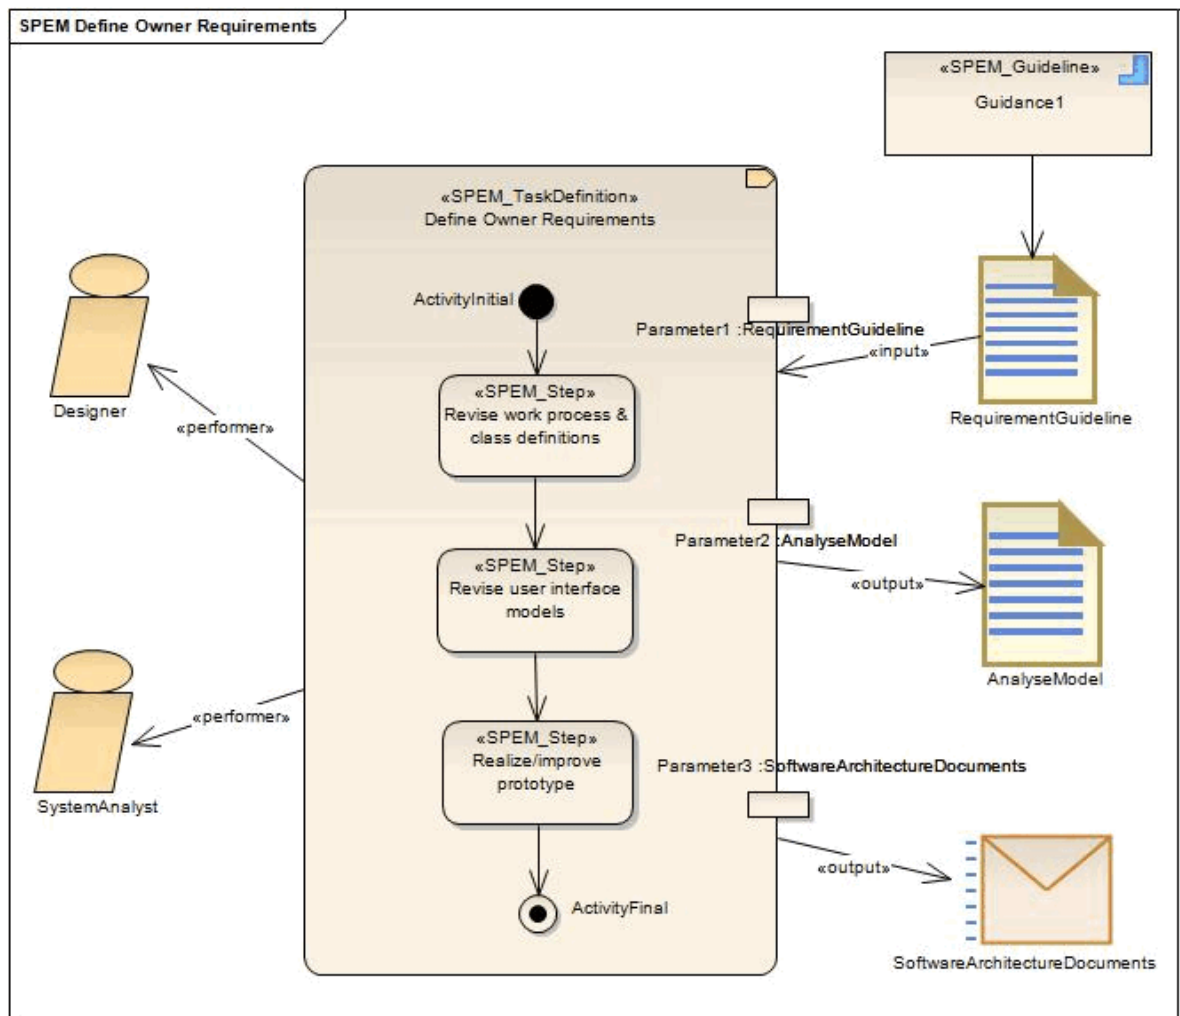 SPEM Define Owner Requirements
«SPEM_Guideline»
Guidance1
«SPEM_TaskDefinition»
Define Owner Requirements
ActivityInitial
Parameter1 :RequirementGuideline
«input»
«SPEM_Step»
Revise work process &
class definitions
Designer
«performer»
RequirementGuideline
Parameter2 :AnalyseModel
«output»
«SPEM_Step»
Revise user interface
models
AnalyseModel
«performer»
«SPEM_Step»
Realize/improve
prototype
Parameter3 :SoftwareArchitectureDocuments
SystemAnalyst
«output»
ActivityFinal
SoftwareArchitectureDocuments